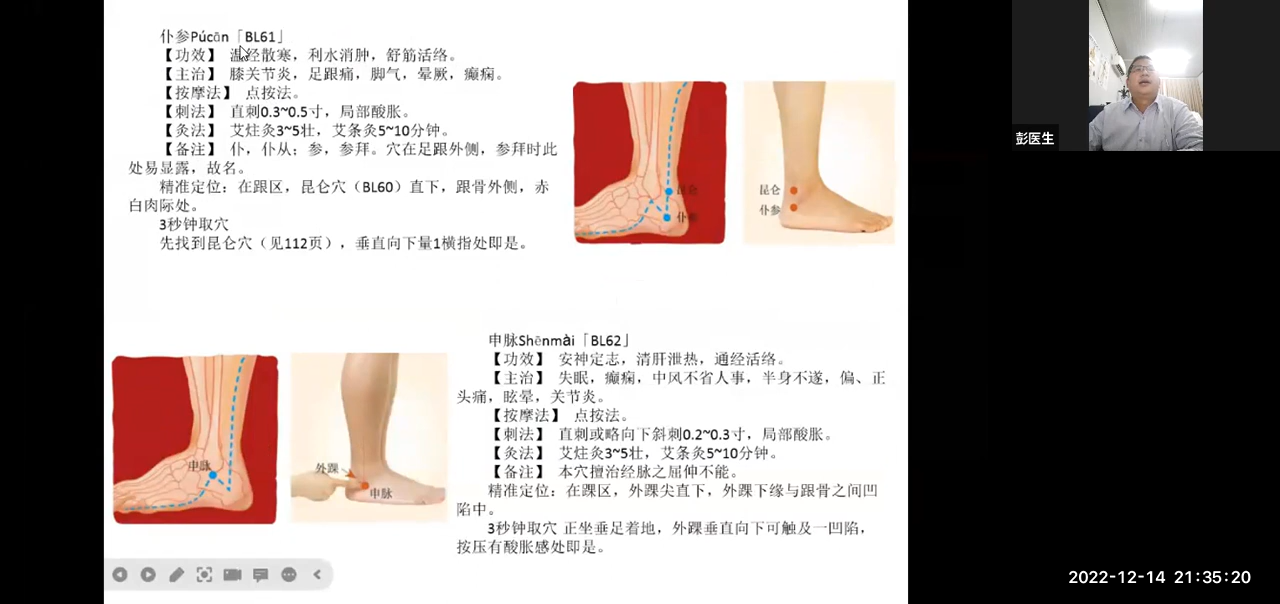 仆参Púcān「BL61」
【功效】 温经散寒，利水消肿，舒筋活络。
【主治】 膝关节炎，足跟痛，脚气，晕厥，癫痫。
【按摩法】 点按法。
【刺法】 直刺0.3~0.5寸，局部酸胀。
【灸法】 艾炷灸3~5壮，艾条灸5~10分钟。
【备注】 仆，仆从；参，参拜。穴在足跟外侧，参拜时此
处易显露，故名。
精准定位：在跟区，昆仑穴（BL60）直下，跟骨外侧，赤
白肉际处。
3秒钟取穴
先找到昆仑穴（见112页），垂直向下量1横指处即是。
昆仑
仆参
昆仑
仆参
彭医生
申脉Shēnmài「BL62」
【功效】 安神定志，清肝泄热，通经活络。
【主治】 失眠，癫痫，中风不省人事，半身不遂，偏、正
头痛，眩晕，关节炎。
【按摩法】 点按法。
【刺法】 直刺或略向下斜刺0.2~0.3寸，局部酸胀。
【灸法】 艾炷灸3~5壮，艾条灸5~10分钟。
【备注】 本穴擅治经脉之屈伸不能。
精准定位：在踝区，外踝尖直下，外踝下缘与跟骨之间凹
陷中。
3秒钟取穴 正坐垂足着地，外踝垂直向下可触及一凹陷，
按压有酸胀感处即是。
申脉
外踝
申脉
2022-12-14 21:35:20